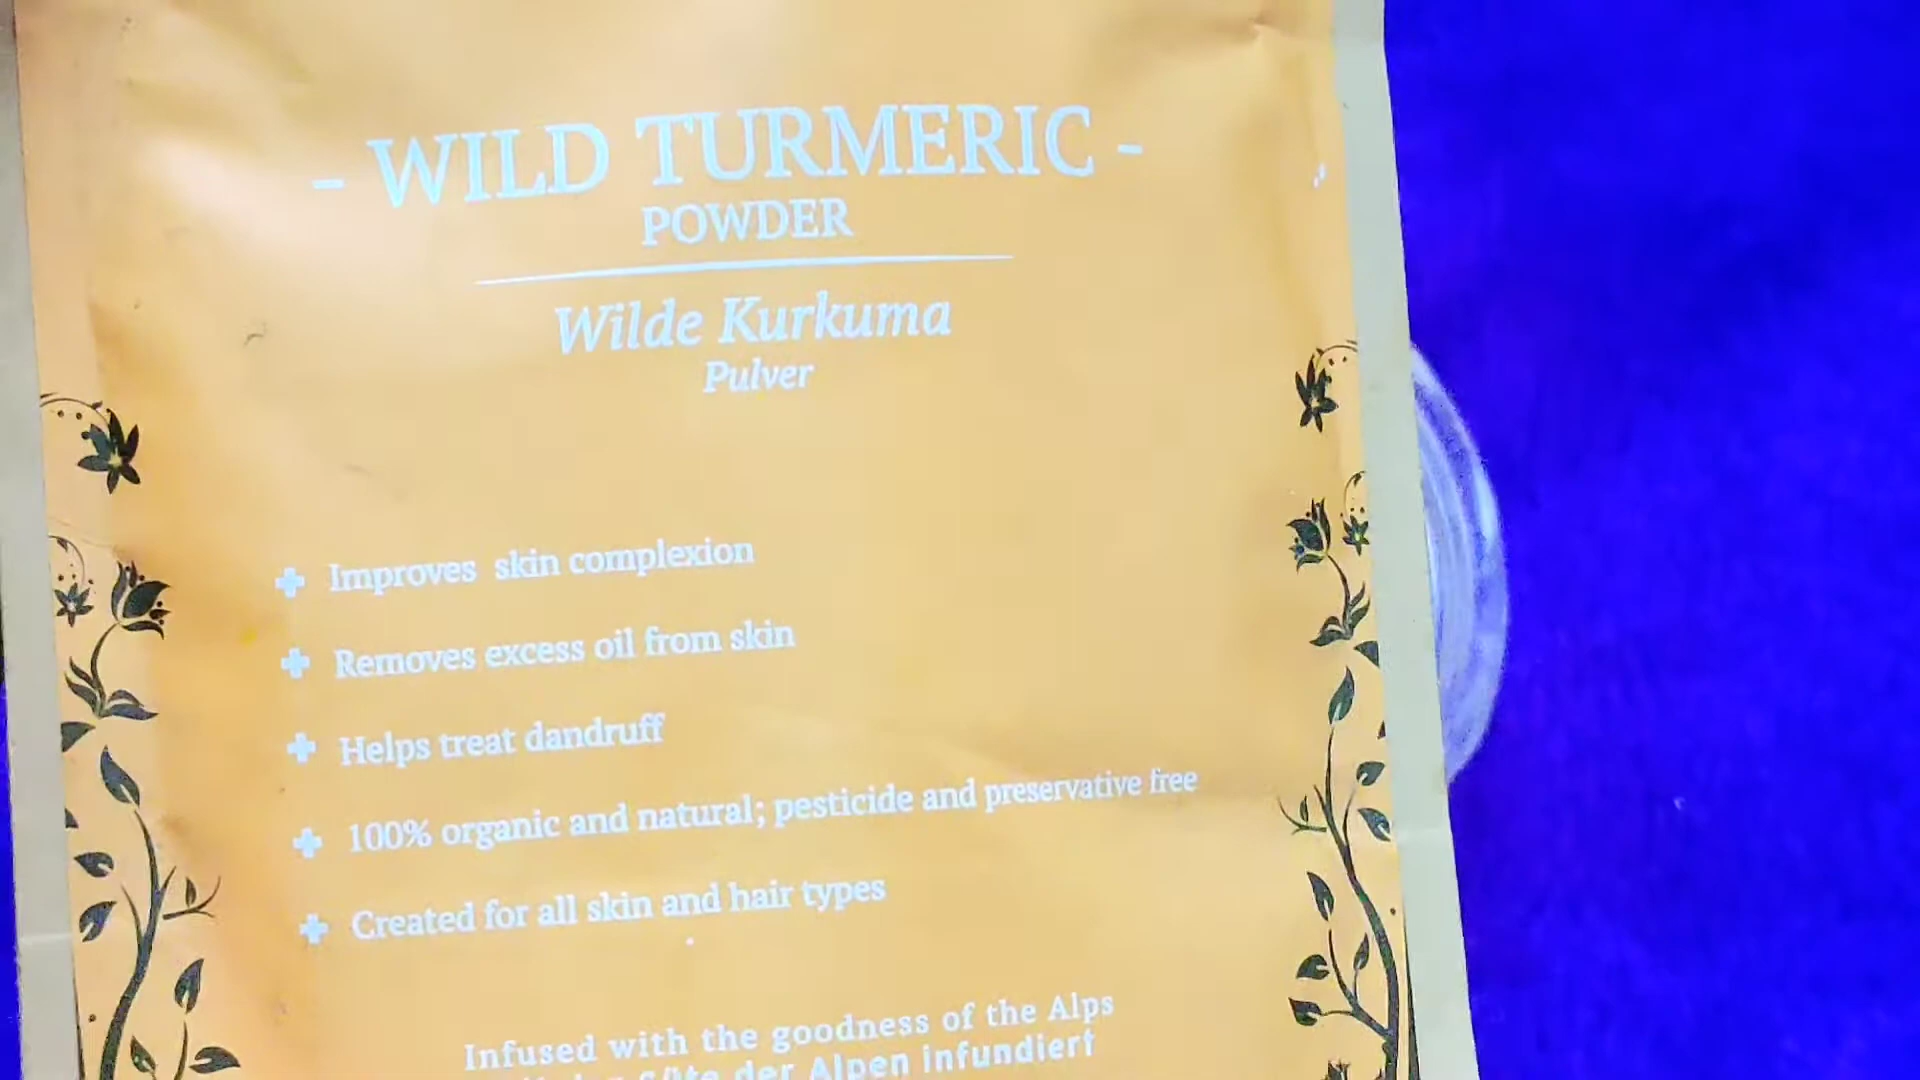 - WILD TURMERIC -
POWDER
Wilde Kurkuma
Pulver
Improves skin complexion
Removes excess oil from skin
Helps treat dandruff
100% organic and natural; pesticide and preservative free
Created for all skin and hair types
Infused with the goodness of the Alps
der Alpen infundiert